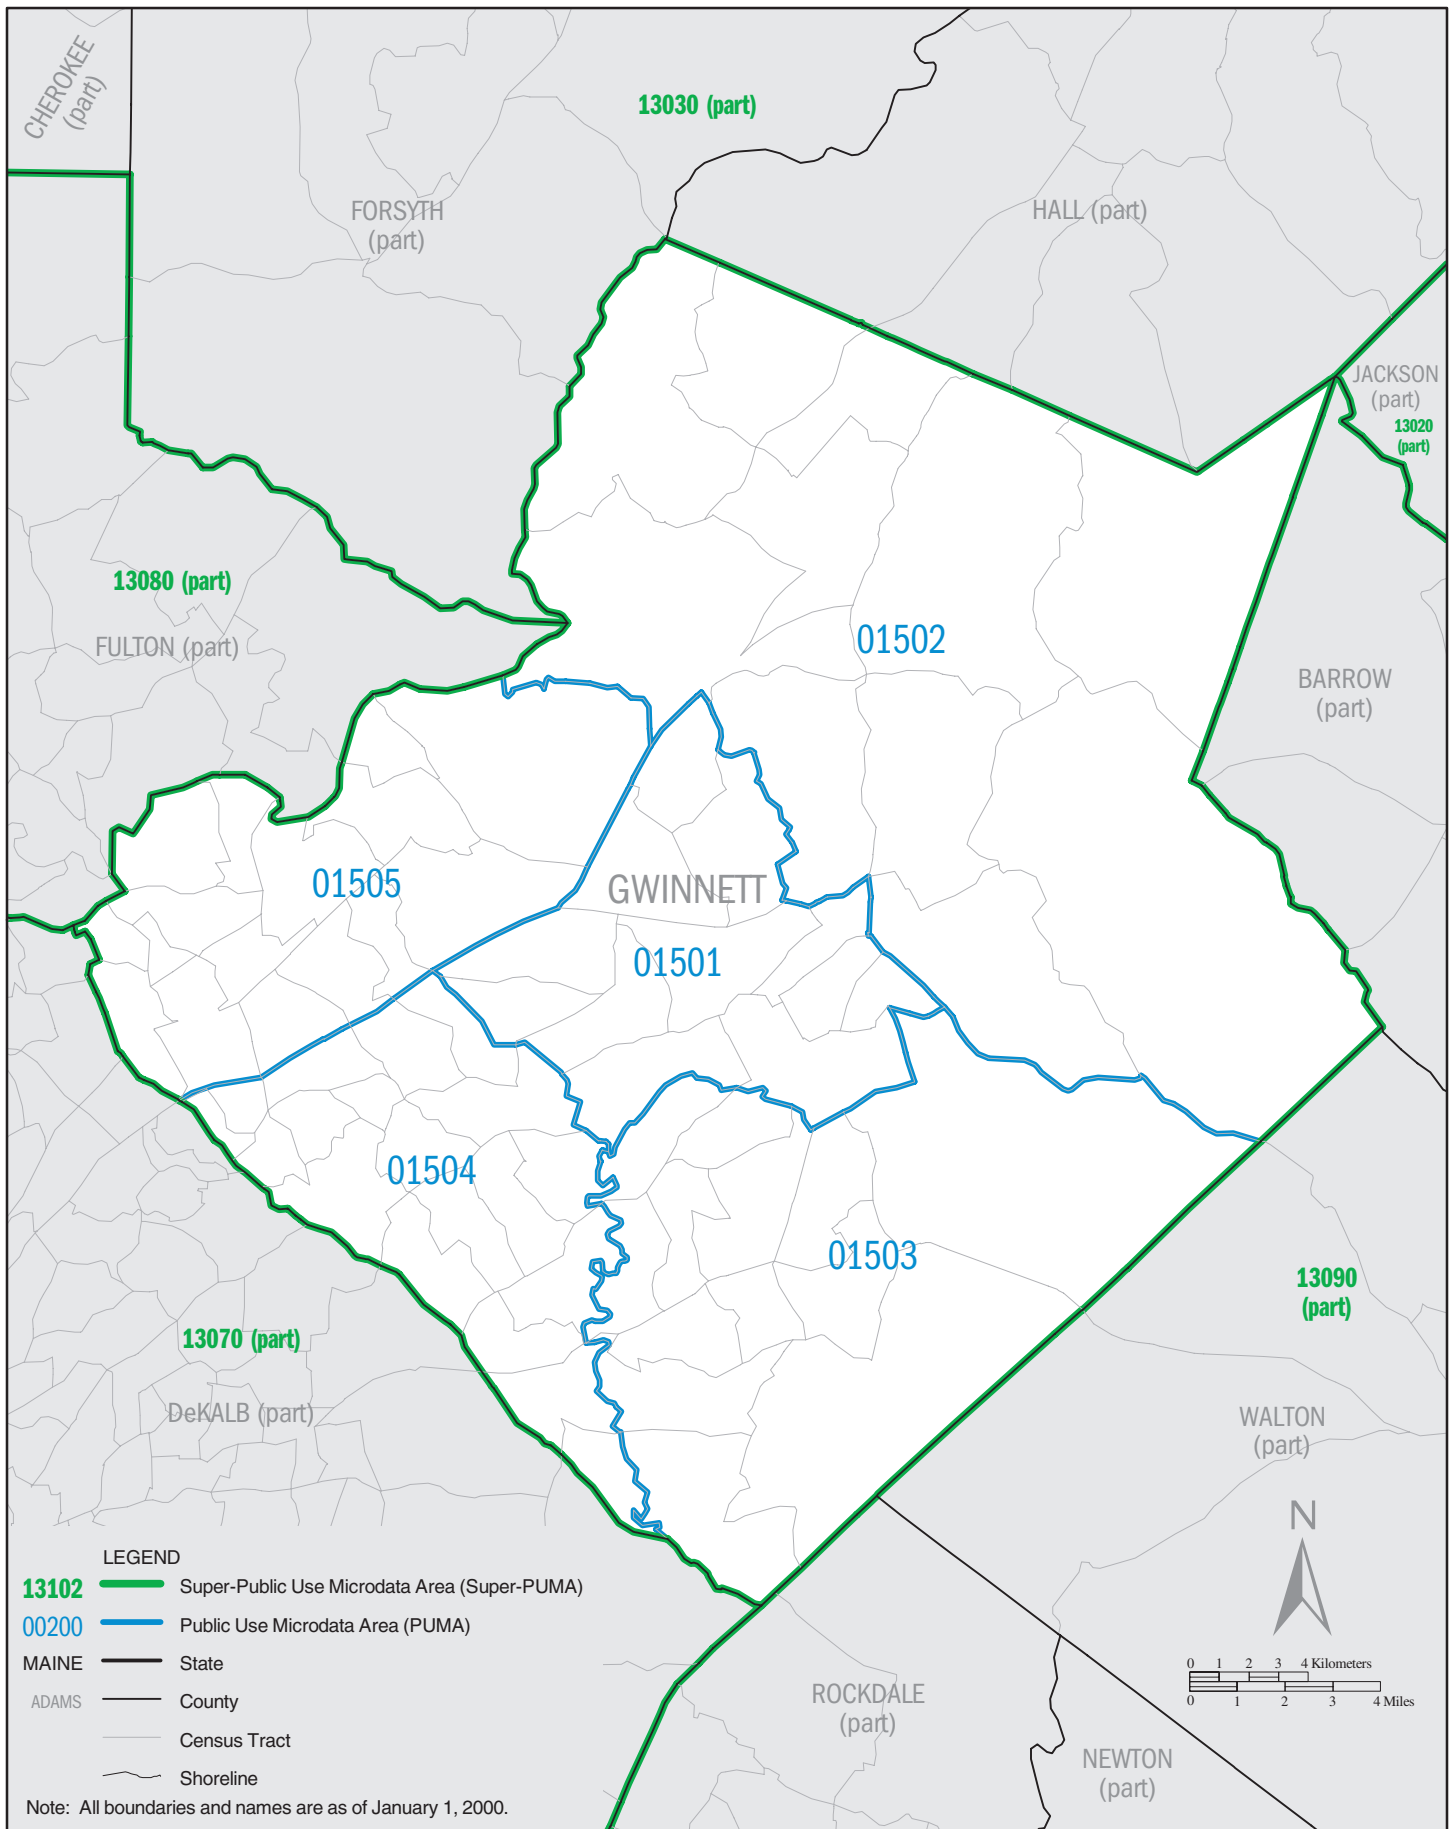 CHEROKEE
(part)
13030 (part)
FORSYTH
(part)
HALL (part)
JACKSON
(part)
13020
(part)
13080 (part)
FULTON (part)
01502
BARROW
(part)
01505
GWINNETT
01501
01504
01503
13090
(part)
13070 (part)
DeKALB (part)
WALTON
(part)
N
LEGEND
13102 Super-Public Use Microdata Area (Super-PUMA)
00200 Public Use Microdata Area (PUMA)
MAINE State
ADAMS County
Census Tract
Shoreline
Note: All boundaries and names are as of January 1, 2000.
0 1 2 3 4 Kilometers
0 1 2 3 4 Miles
ROCKDALE
(part)
NEWTON
(part)